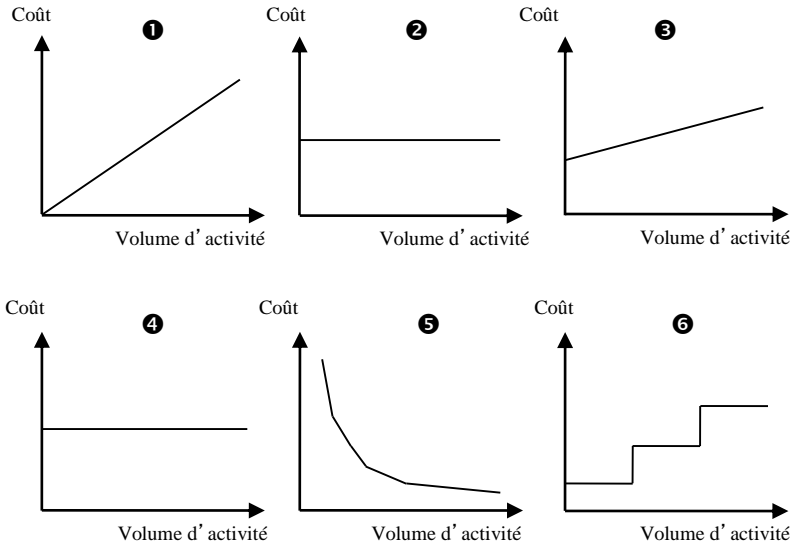 Coût ❶ Coût ❷ Coût ❸
Volume d’activité Volume d’activité Volume d’activité
Coût ❹ Coût ❺ Coût ❻
Volume d’activité Volume d’activité Volume d’activité